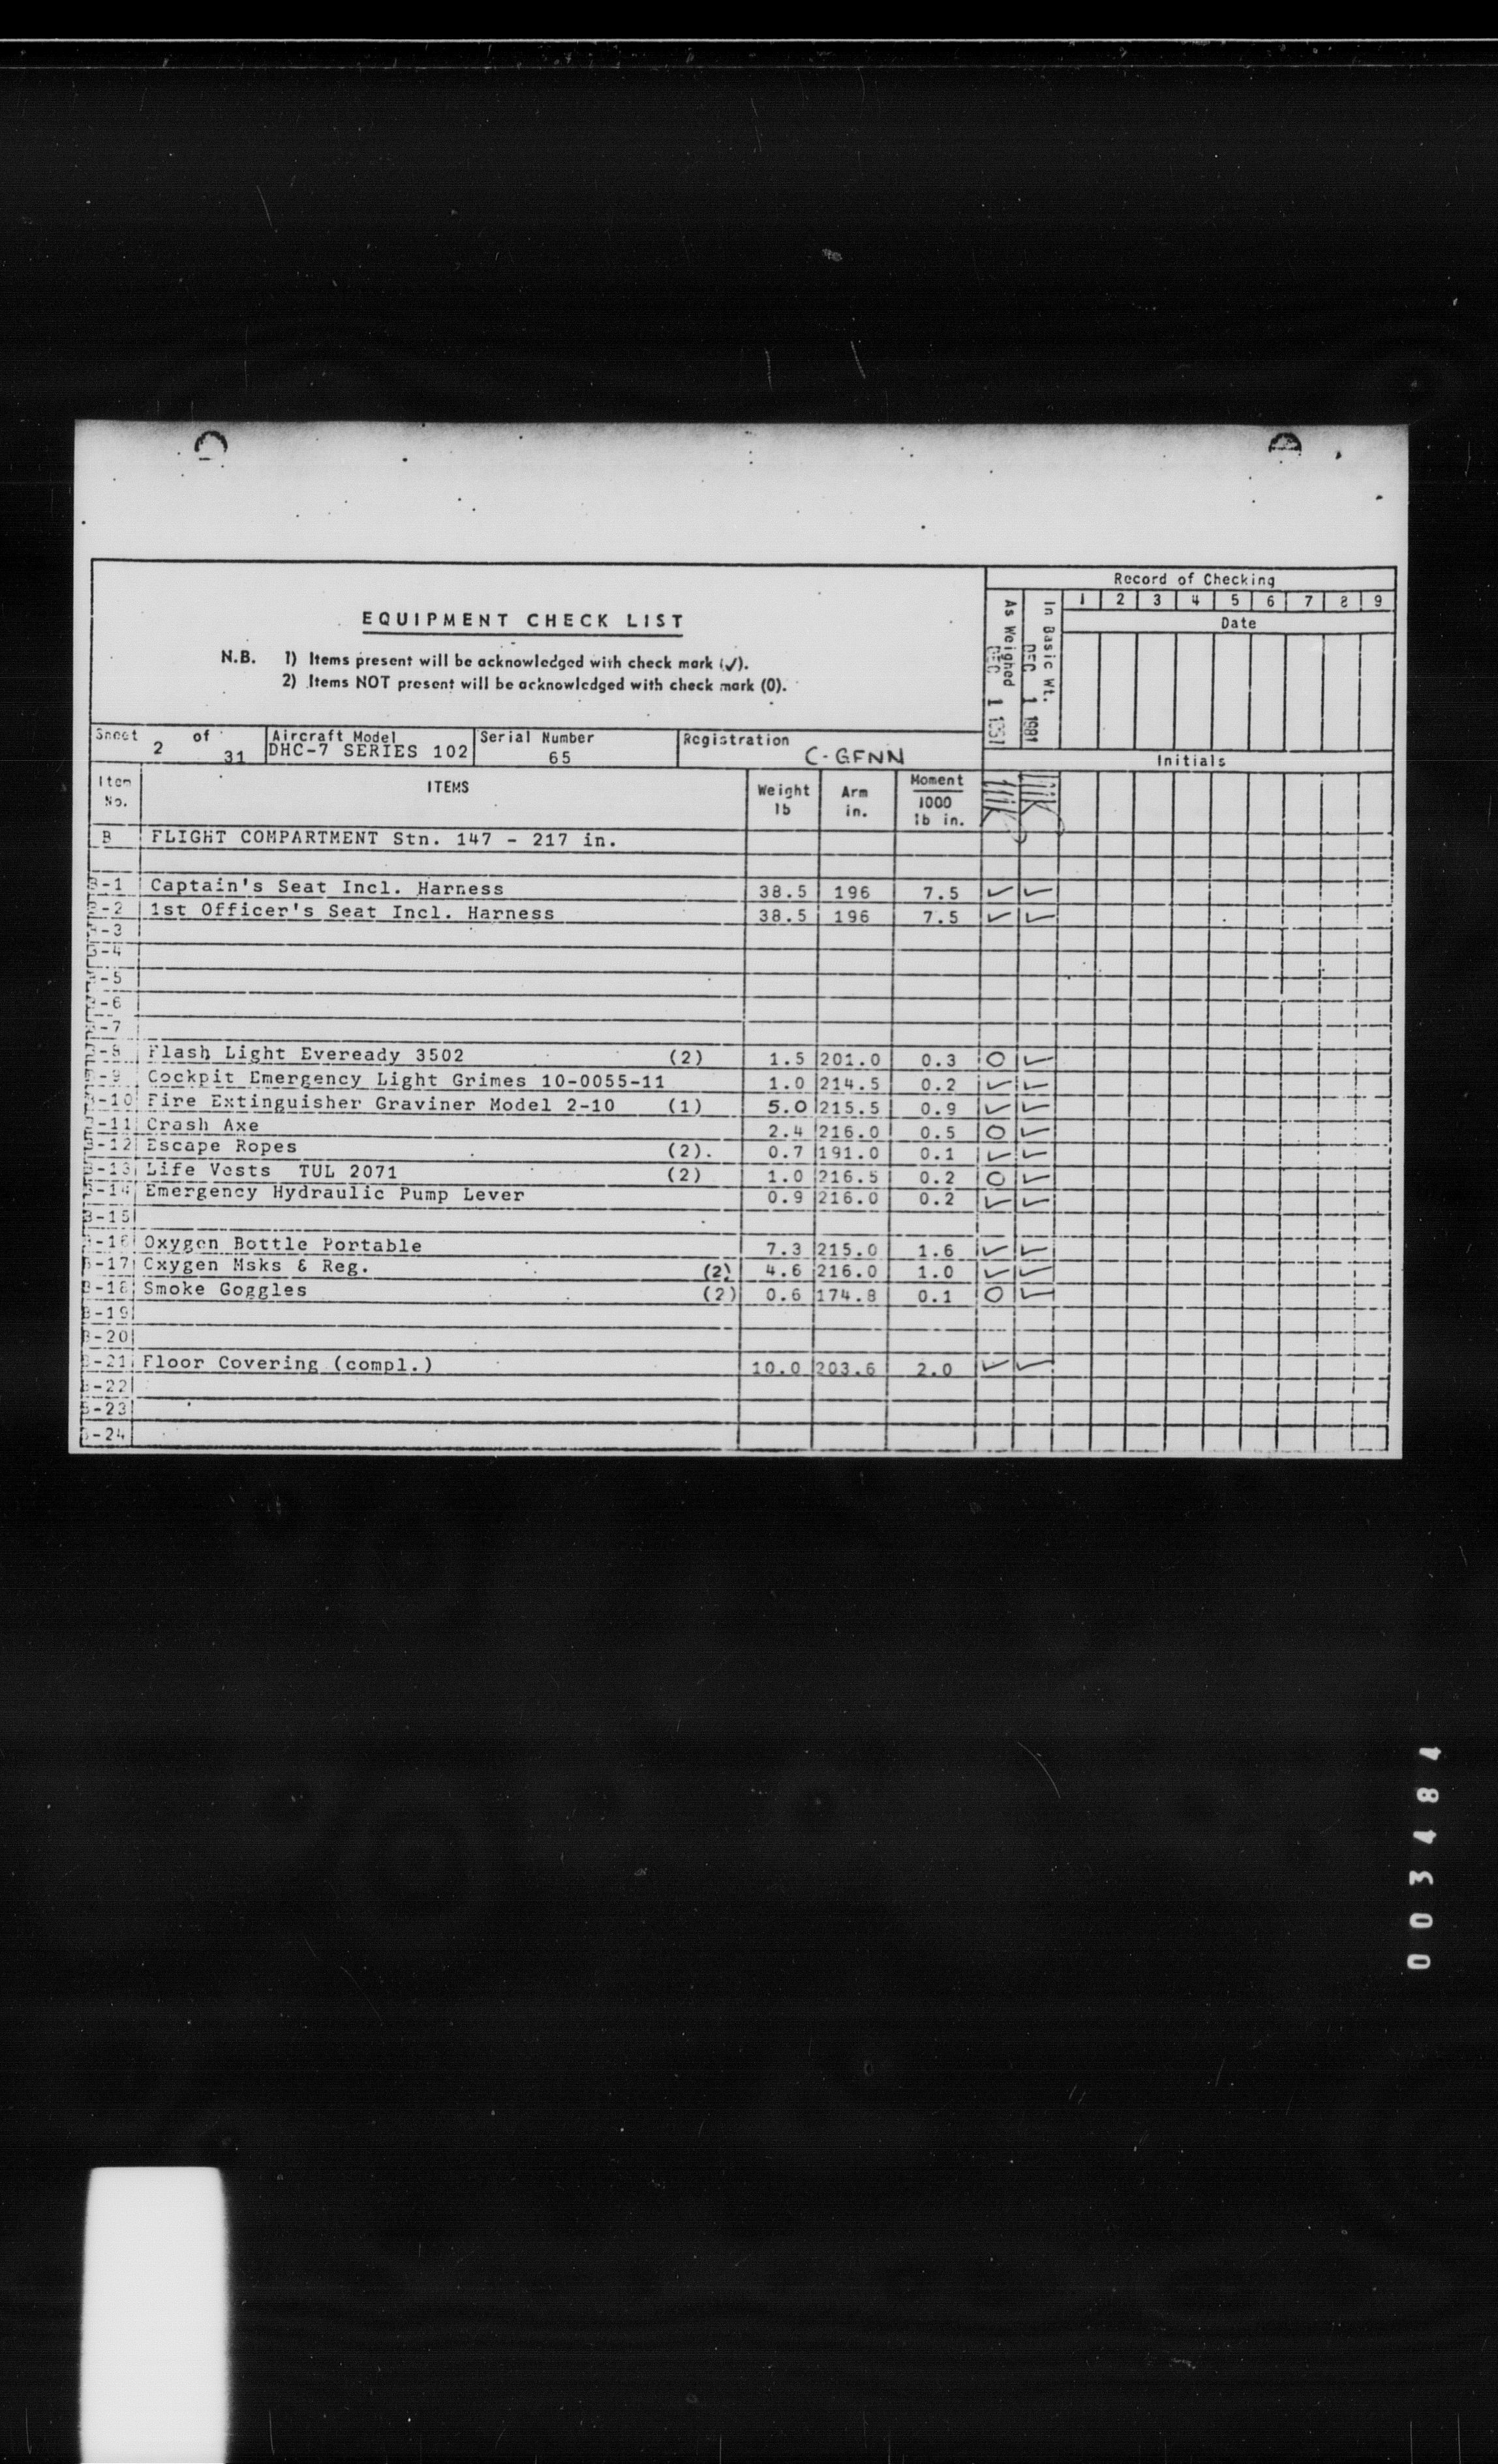 Record of Checking
1 2 3 4 5 6 7 8 9
Date
As Weighed DEC 1 1981
In Basic Wt. DEC 1 1981
EQUIPMENT CHECK LIST
N.B. 1) Items present will be acknowledged with check mark (✓).
2) Items NOT present will be acknowledged with check mark (0).
Sheet 2 of 31 Aircraft Model DHC-7 SERIES 102 Serial Number 65 Registration C-GFNN
Initials
Item No. ITEMS Weight lb Arm in. Moment 1000 lb in.
B FLIGHT COMPARTMENT Stn. 147 - 217 in.
B-1 Captain's Seat Incl. Harness 38.5 196 7.5 ✓ ✓
B-2 1st Officer's Seat Incl. Harness 38.5 196 7.5 ✓ ✓
B-3
B-4
B-5
B-6
B-7
B-8 Flash Light Eveready 3502 (2) 1.5 201.0 0.3 O ✓
B-9 Cockpit Emergency Light Grimes 10-0055-11 1.0 214.5 0.2 ✓ ✓
B-10 Fire Extinguisher Graviner Model 2-10 (1) 5.0 215.5 0.9 ✓ ✓
B-11 Crash Axe 2.4 216.0 0.5 O ✓
B-12 Escape Ropes (2). 0.7 191.0 0.1 ✓ ✓
B-13 Life Vests TUL 2071 (2) 1.0 216.5 0.2 O ✓
B-14 Emergency Hydraulic Pump Lever 0.9 216.0 0.2 ✓ ✓
B-15
B-16 Oxygen Bottle Portable 7.3 215.0 1.6 ✓ ✓
B-17 Oxygen Msks & Reg. (2) 4.6 216.0 1.0 ✓ ✓
B-18 Smoke Goggles (2) 0.6 174.8 0.1 O ✓
B-19
B-20
B-21 Floor Covering (compl.) 10.0 203.6 2.0 ✓ ✓
B-22
B-23
B-24
003484